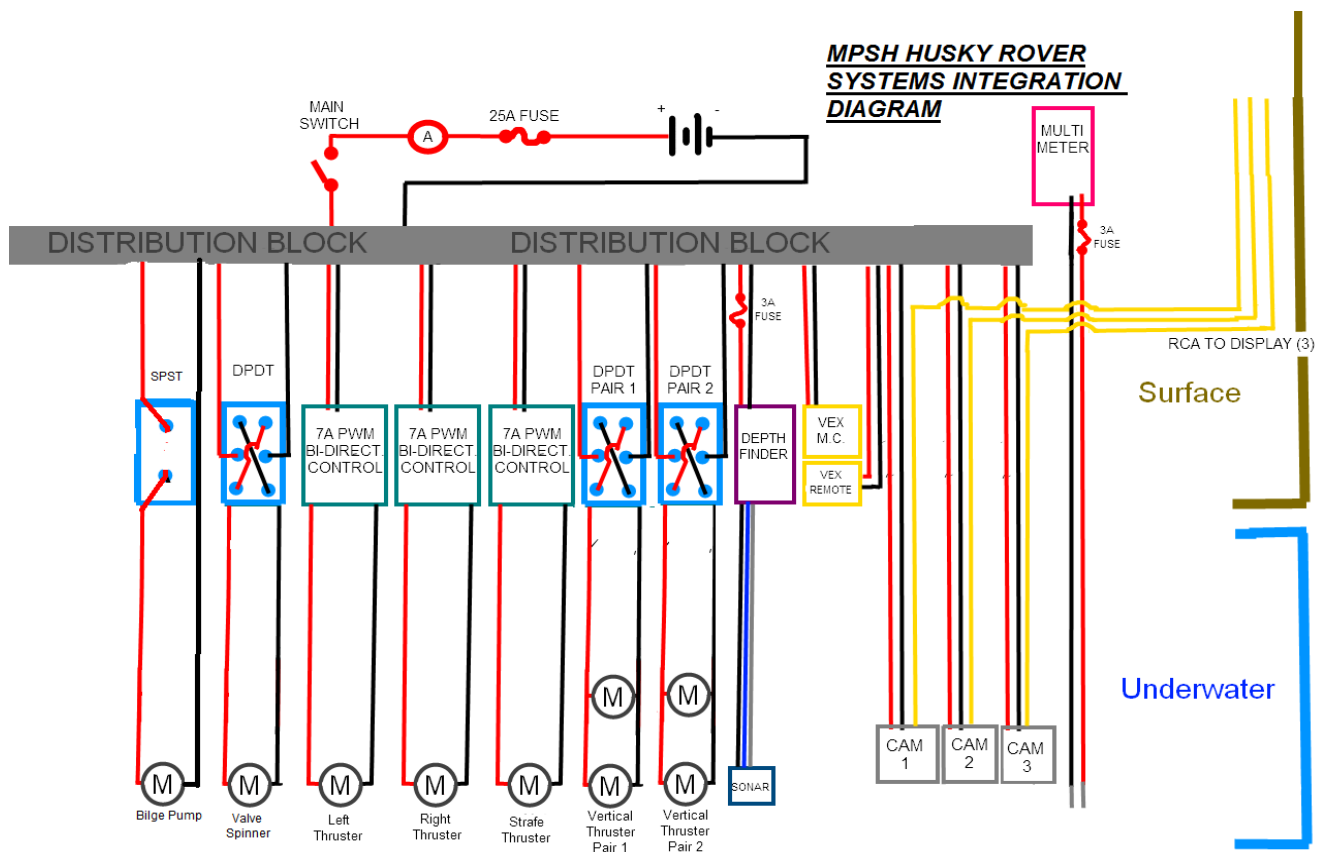 MPSH HUSKY ROVER
SYSTEMS INTEGRATION
DIAGRAM
MAIN
SWITCH
A
25A FUSE
+
-
MULTI
METER
3A
FUSE
DISTRIBUTION BLOCK
DISTRIBUTION BLOCK
3A
FUSE
RCA TO DISPLAY (3)
SPST
DPDT
DPDT
PAIR 1
DPDT
PAIR 2
7A PWM
BI-DIRECT.
CONTROL
7A PWM
BI-DIRECT.
CONTROL
7A PWM
BI-DIRECT.
CONTROL
DEPTH
FINDER
VEX
M.C.
VEX
REMOTE
Surface
Underwater
M
M
CAM
1
CAM
2
CAM
3
M
M
M
M
M
M
M
SONAR
Bilge Pump
Valve
Spinner
Left
Thruster
Right
Thruster
Strafe
Thruster
Vertical
Thruster
Pair 1
Vertical
Thruster
Pair 2